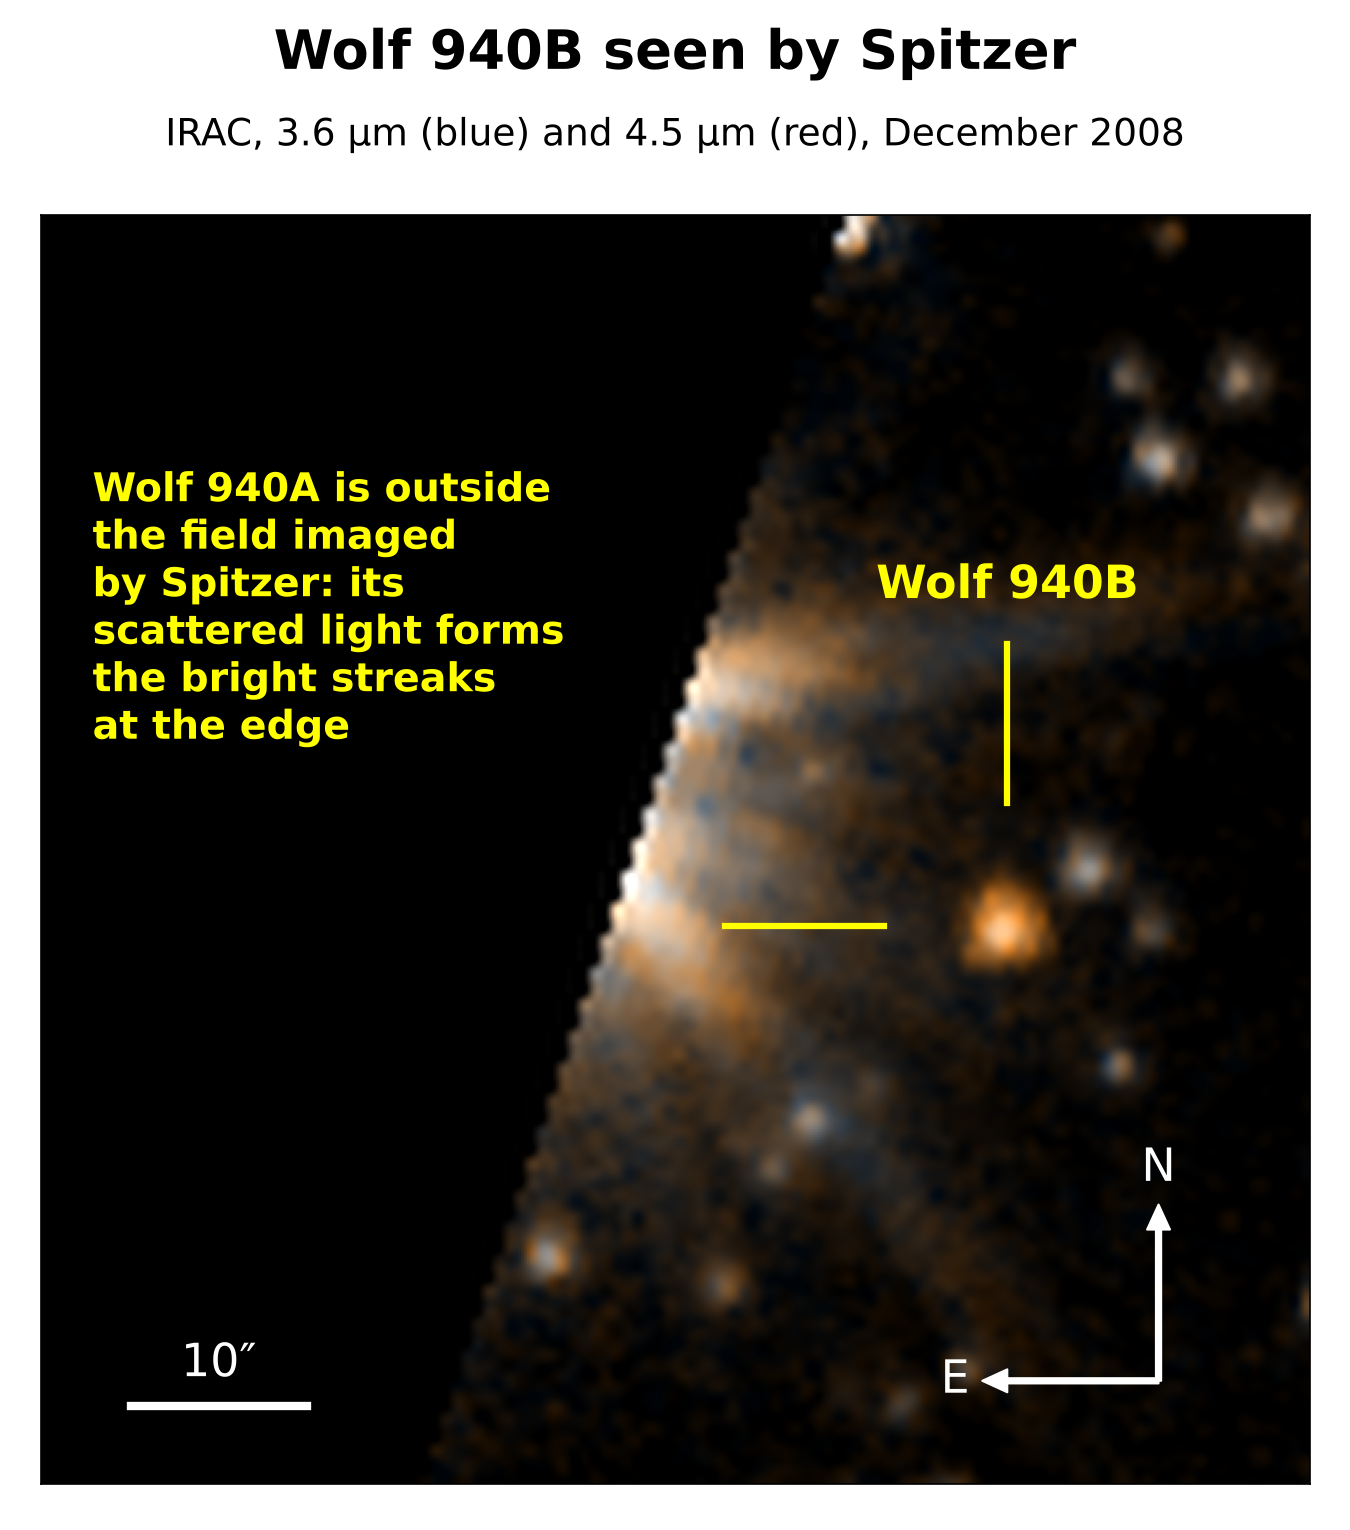 Wolf 940B seen by Spitzer
IRAC, 3.6 µm (blue) and 4.5 µm (red), December 2008
Wolf 940A is outside
the field imaged
by Spitzer: its
scattered light forms
the bright streaks
at the edge
Wolf 940B
N
E
10″